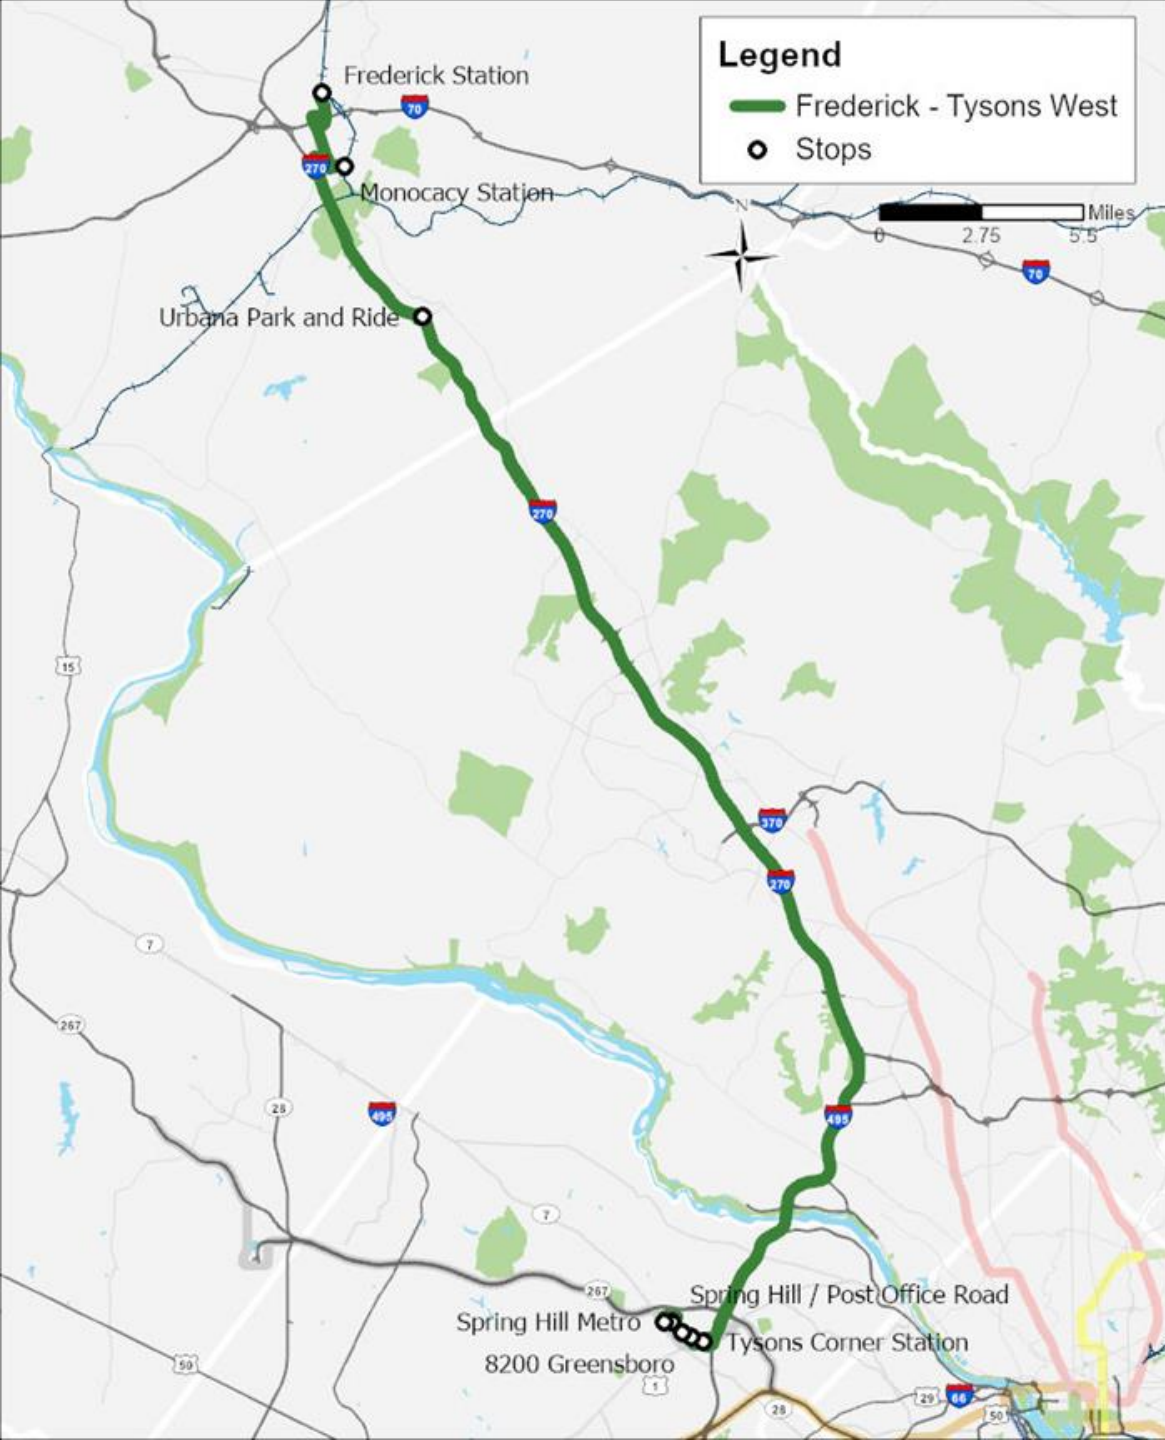 Legend
Frederick - Tysons West
Stops
Frederick Station
70
270
Monocacy Station
N
Miles
0 2.75 5.5
70
Urbana Park and Ride
270
15
370
270
7
267
28
495
495
7
267
Spring Hill / Post Office Road
Spring Hill Metro
Tysons Corner Station
8200 Greensboro
50
1
29
66
28
50